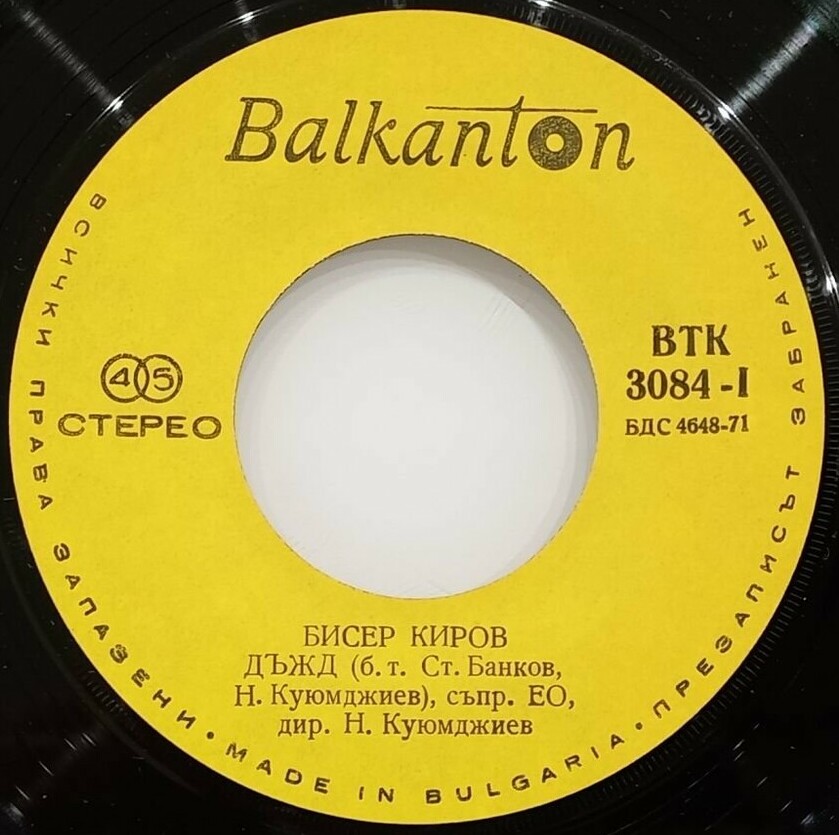 Balkanton
45
СТЕРЕО
ВТК
3084-I
БДС 4648-71
БИСЕР КИРОВ
ДЪЖД (б. т. Ст. Банков,
Н. Куюмджиев), съпр. ЕО,
дир. Н. Куюмджиев
ВСИЧКИ ПРАВА ЗАПАЗЕНИ • MADE IN BULGARIA • ПРЕЗАПИСЪТ ЗАБРАНЕН